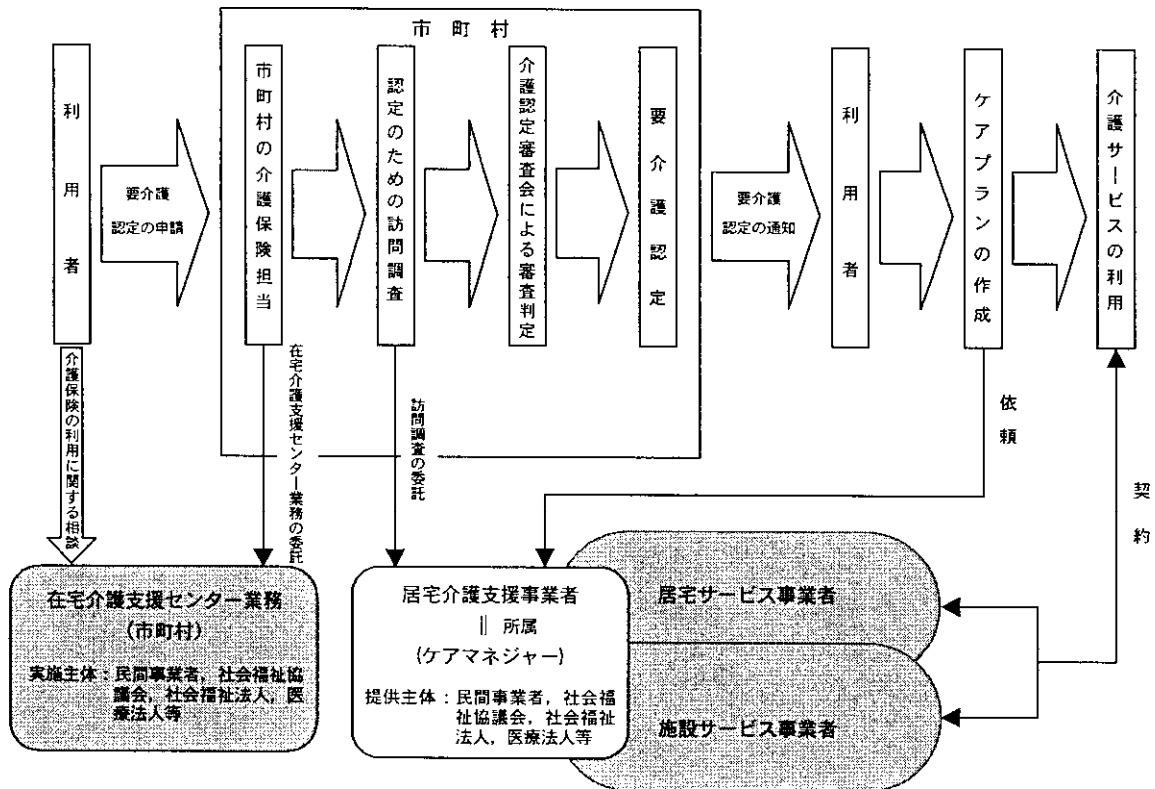 市町村
利用者
要介護
認定の申請
市町村の介護保険担当
認定のための訪問調査
介護認定審査会による審査判定
要介護認定
要介護
認定の通知
利用者
ケアプランの作成
介護サービスの利用
介護保険の利用に関する相談
在宅介護支援センター業務の委託
訪問調査の委託
依頼
契約
在宅介護支援センター業務
(市町村)
実施主体：民間事業者，社会福祉協
議会，社会福祉法人，医
療法人等
居宅介護支援事業者
‖ 所属
(ケアマネジャー)
提供主体：民間事業者，社会福
祉協議会，社会福祉
法人，医療法人等
居宅サービス事業者
施設サービス事業者